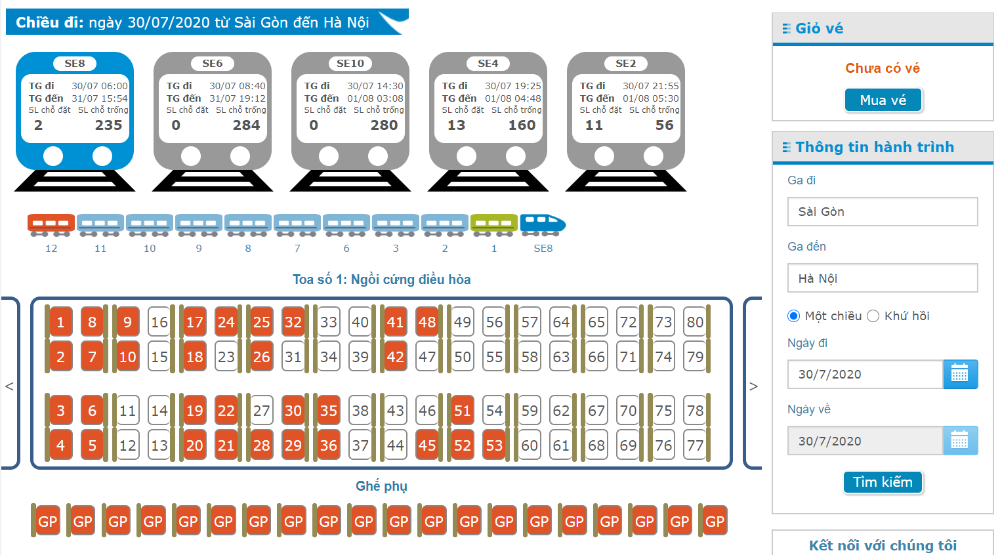 Chiều đi: ngày 30/07/2020 từ Sài Gòn đến Hà Nội
SE8
TG đi 30/07 06:00
TG đến 31/07 15:54
SL chỗ đặt SL chỗ trống
2 235
SE6
TG đi 30/07 08:40
TG đến 31/07 19:12
SL chỗ đặt SL chỗ trống
0 284
SE10
TG đi 30/07 14:30
TG đến 01/08 03:08
SL chỗ đặt SL chỗ trống
0 280
SE4
TG đi 30/07 19:25
TG đến 01/08 04:48
SL chỗ đặt SL chỗ trống
13 160
SE2
TG đi 30/07 21:55
TG đến 01/08 05:30
SL chỗ đặt SL chỗ trống
11 56
12 11 10 9 8 7 6 3 2 1 SE8
Toa số 1: Ngồi cứng điều hòa
<
1 8 9 16 17 24 25 32 33 40 41 48 49 56 57 64 65 72 73 80
2 7 10 15 18 23 26 31 34 39 42 47 50 55 58 63 66 71 74 79
3 6 11 14 19 22 27 30 35 38 43 46 51 54 59 62 67 70 75 78
4 5 12 13 20 21 28 29 36 37 44 45 52 53 60 61 68 69 76 77
>
Ghế phụ
GP GP GP GP GP GP GP GP GP GP GP GP GP GP GP GP GP GP GP GP
Giỏ vé
Chưa có vé
Mua vé
Thông tin hành trình
Ga đi
Sài Gòn
Ga đến
Hà Nội
Một chiều Khứ hồi
Ngày đi
30/7/2020
Ngày về
30/7/2020
Tìm kiếm
Kết nối với chúng tôi